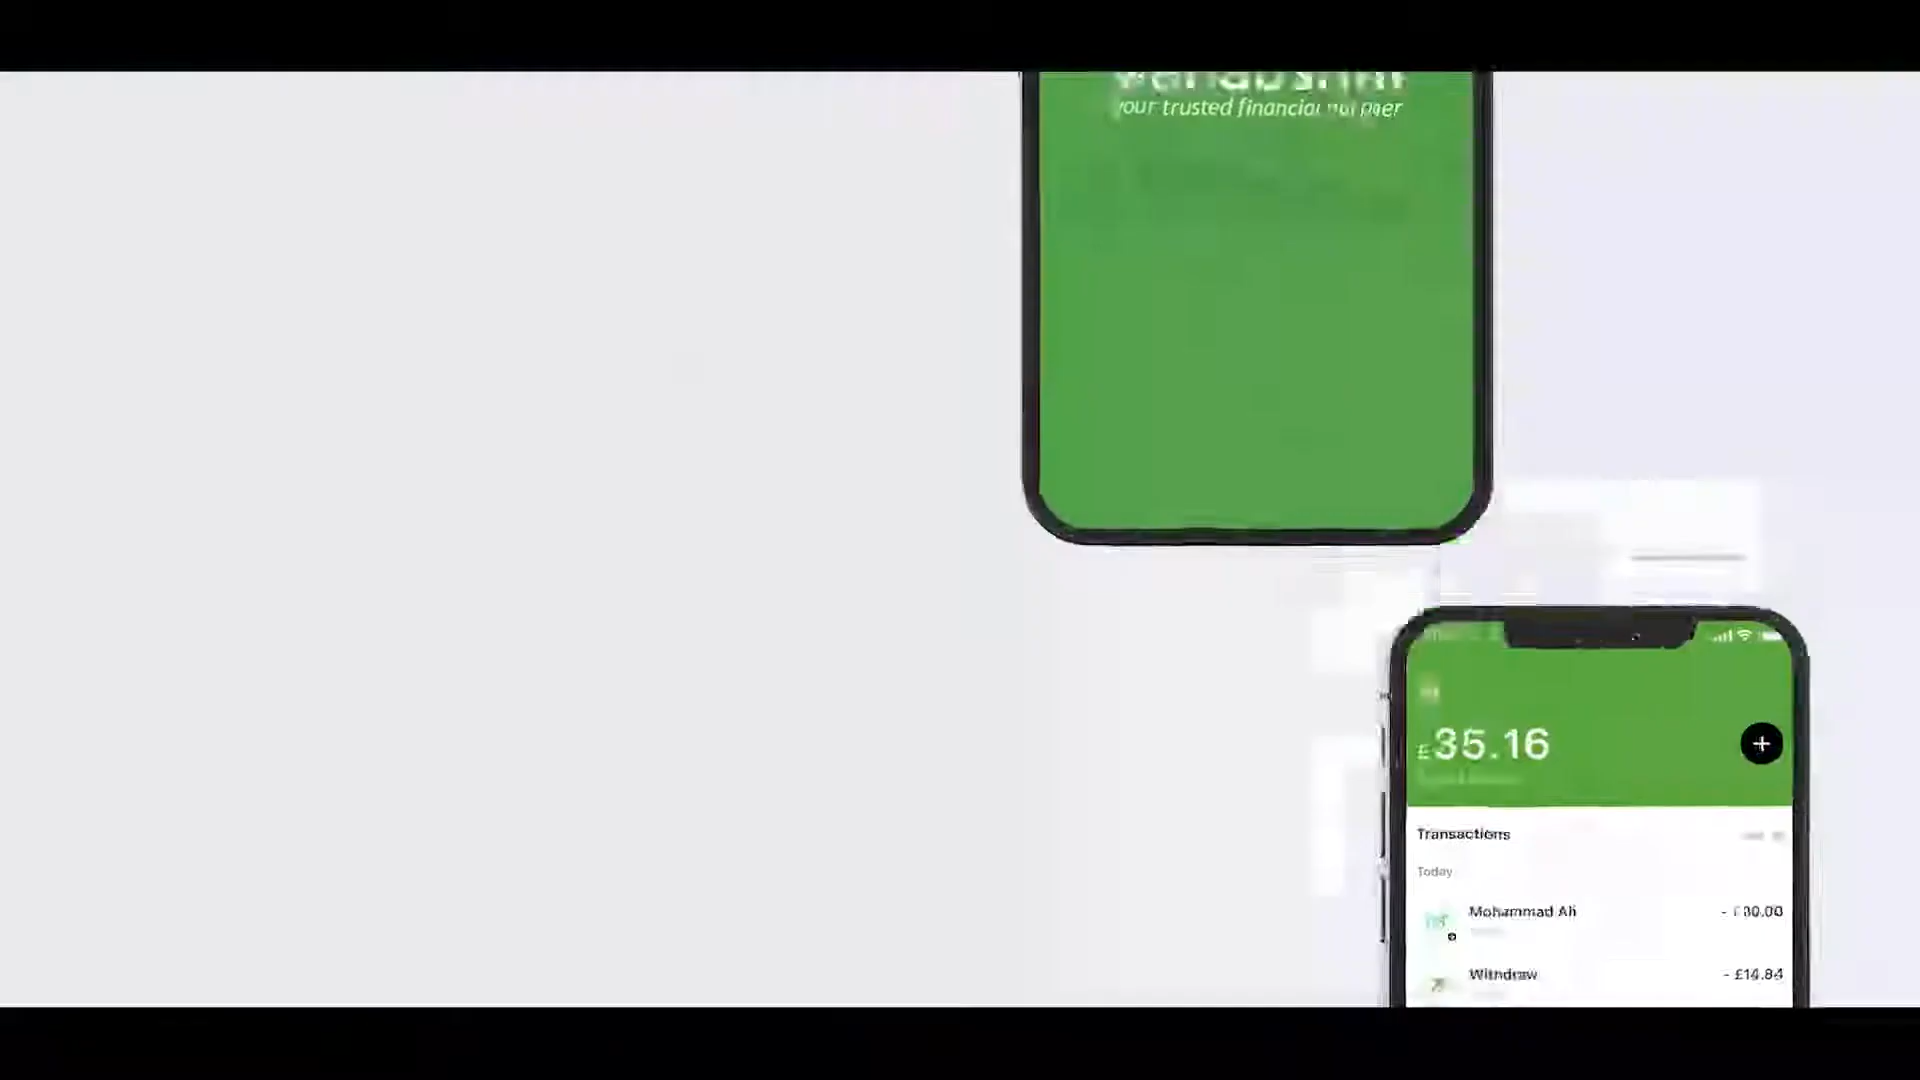 your trusted financial
£35.16
Transactions
Today
Mohammad Ali
Withdraw
- £14.84